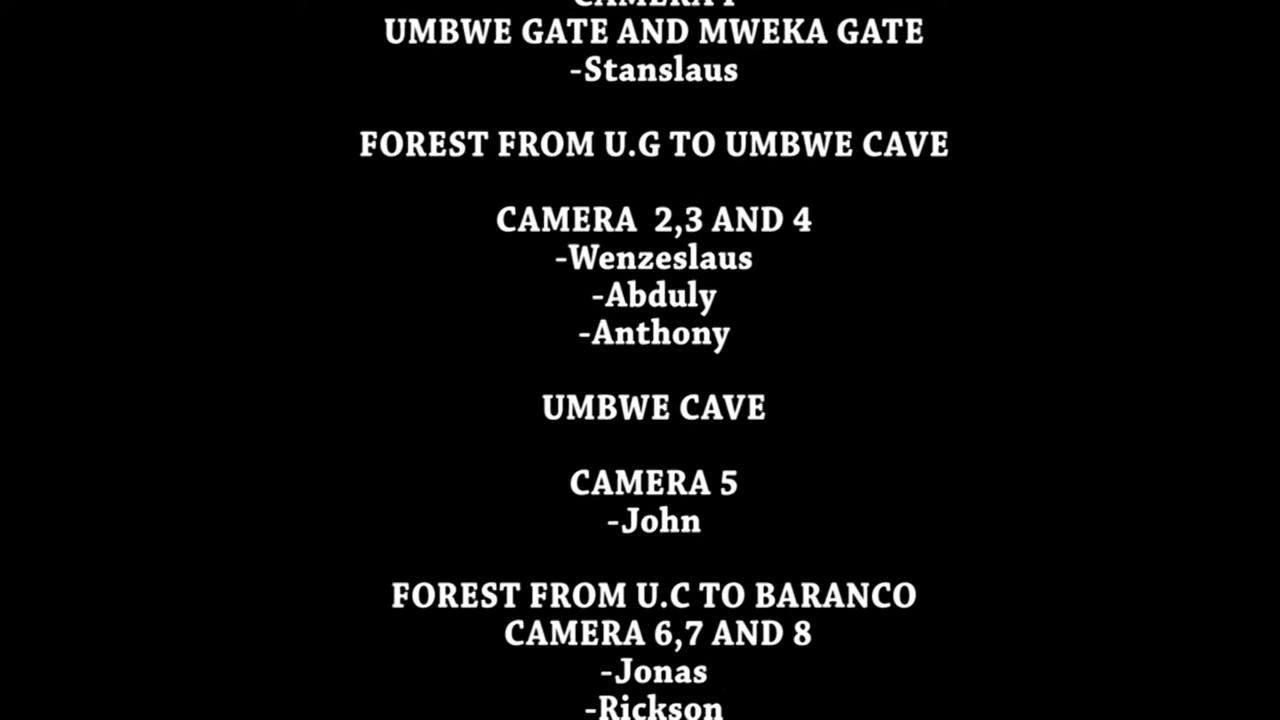 UMBWE GATE AND MWEKA GATE
-Stanslaus
FOREST FROM U.G TO UMBWE CAVE
CAMERA 2,3 AND 4
-Wenzeslaus
-Abduly
-Anthony
UMBWE CAVE
CAMERA 5
-John
FOREST FROM U.C TO BARANCO
CAMERA 6,7 AND 8
-Jonas
-Rickson